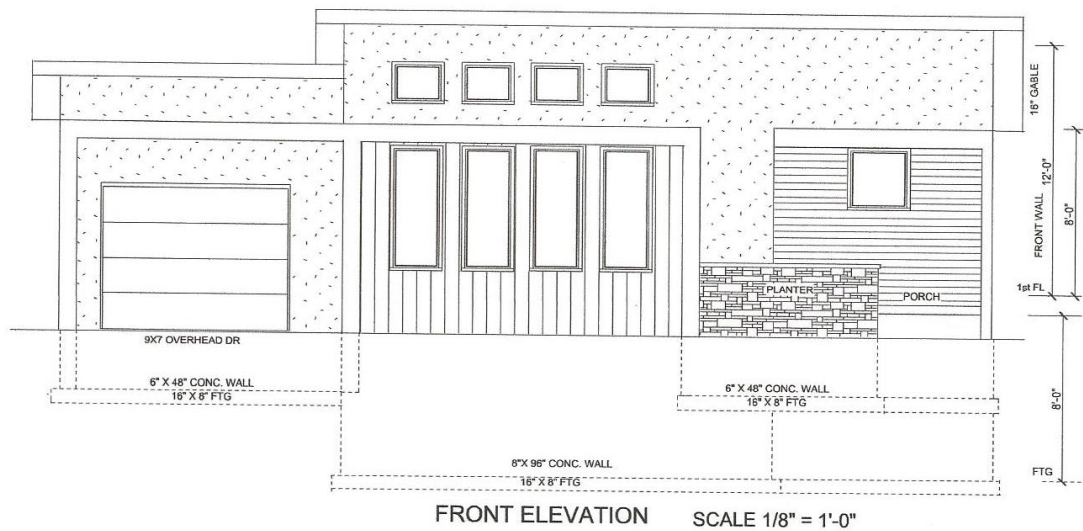 16" GABLE
12'-0"
FRONT WALL
8'-0"
1st FL
PLANTER
PORCH
9X7 OVERHEAD DR
6" X 48" CONC. WALL
16" X 8" FTG
6" X 48" CONC. WALL
16" X 8" FTG
8'-0"
8"X 96" CONC. WALL
16" X 8" FTG
FTG
FRONT ELEVATION SCALE 1/8" = 1'-0"